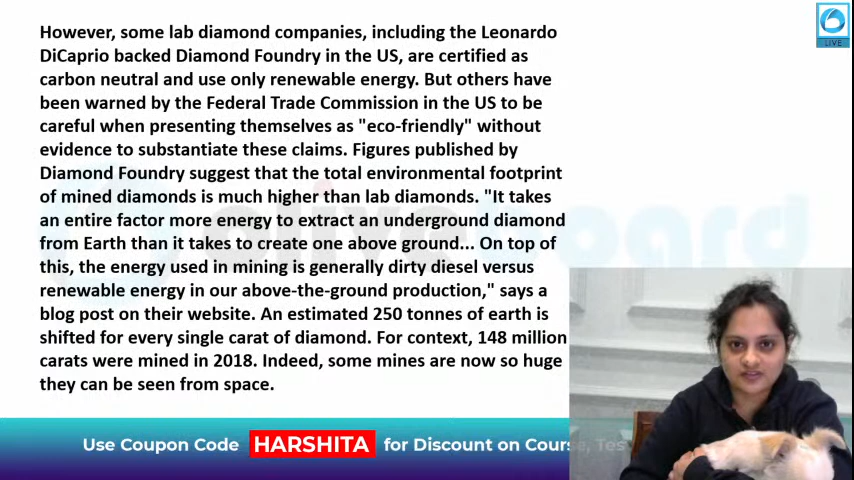 However, some lab diamond companies, including the Leonardo
DiCaprio backed Diamond Foundry in the US, are certified as
carbon neutral and use only renewable energy. But others have
been warned by the Federal Trade Commission in the US to be
careful when presenting themselves as "eco-friendly" without
evidence to substantiate these claims. Figures published by
Diamond Foundry suggest that the total environmental footprint
of mined diamonds is much higher than lab diamonds. "It takes
an entire factor more energy to extract an underground diamond
from Earth than it takes to create one above ground... On top of
this, the energy used in mining is generally dirty diesel versus
renewable energy in our above-the-ground production," says a
blog post on their website. An estimated 250 tonnes of earth is
shifted for every single carat of diamond. For context, 148 million
carats were mined in 2018. Indeed, some mines are now so huge
they can be seen from space.
LIVE
oliveboard
Use Coupon Code HARSHITA for Discount on Course, Tes